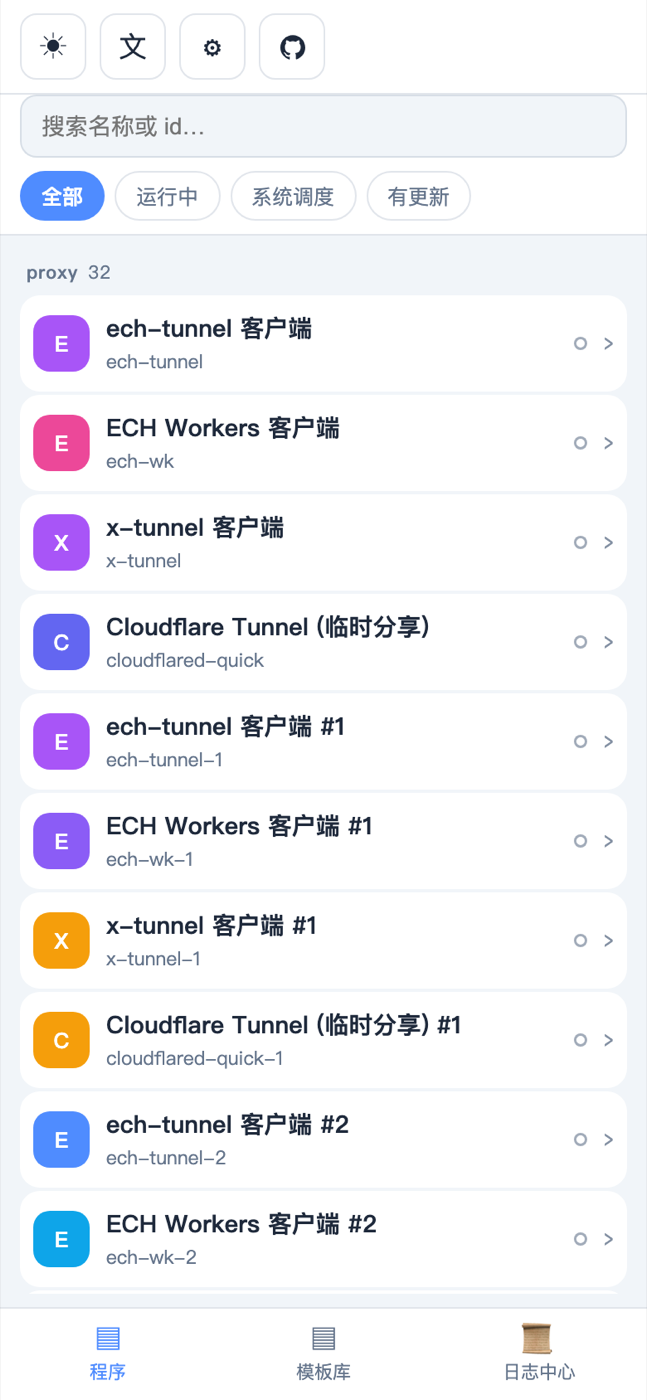 文
搜索名称或 id...
全部 运行中 系统调度 有更新
proxy 32
E
ech-tunnel 客户端
ech-tunnel
E
ECH Workers 客户端
ech-wk
X
x-tunnel 客户端
x-tunnel
C
Cloudflare Tunnel (临时分享)
cloudflared-quick
E
ech-tunnel 客户端 #1
ech-tunnel-1
E
ECH Workers 客户端 #1
ech-wk-1
X
x-tunnel 客户端 #1
x-tunnel-1
C
Cloudflare Tunnel (临时分享) #1
cloudflared-quick-1
E
ech-tunnel 客户端 #2
ech-tunnel-2
E
ECH Workers 客户端 #2
ech-wk-2
程序 模板库 日志中心